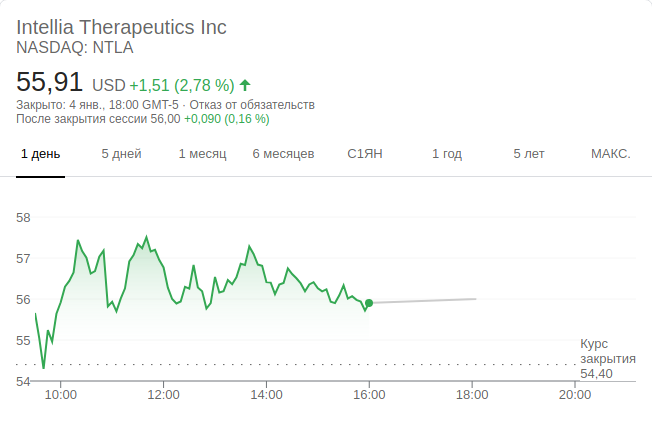 Intellia Therapeutics Inc
NASDAQ: NTLA
55,91 USD +1,51 (2,78 %)
Закрыто: 4 янв., 18:00 GMT-5 · Отказ от обязательств
После закрытия сессии 56,00 +0,090 (0,16 %)
1 день 5 дней 1 месяц 6 месяцев С1ЯН 1 год 5 лет МАКС.
58
57
56
55
54
Курс
закрытия
54,40
10:00 12:00 14:00 16:00 18:00 20:00